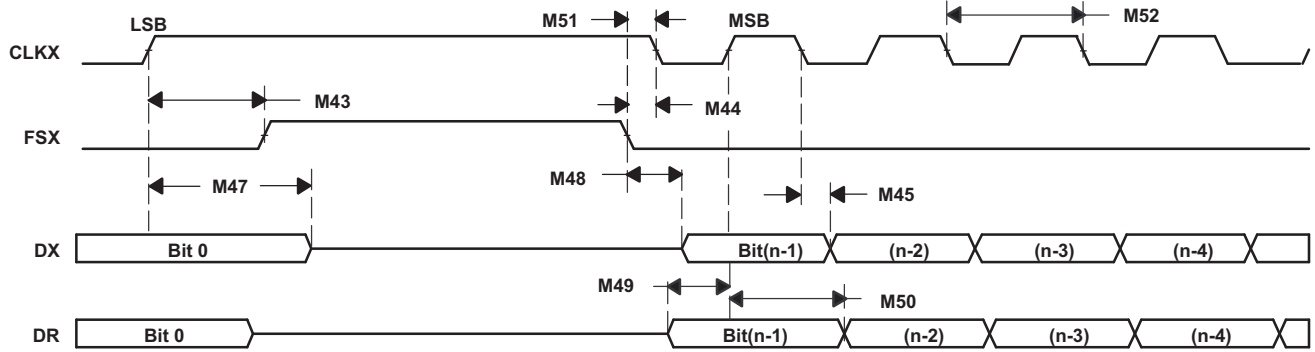 M51 MSB M52
LSB
CLKX
M43 M44
FSX
M47 M48 M45
DX Bit 0 Bit(n-1) (n-2) (n-3) (n-4)
M49 M50
DR Bit 0 Bit(n-1) (n-2) (n-3) (n-4)